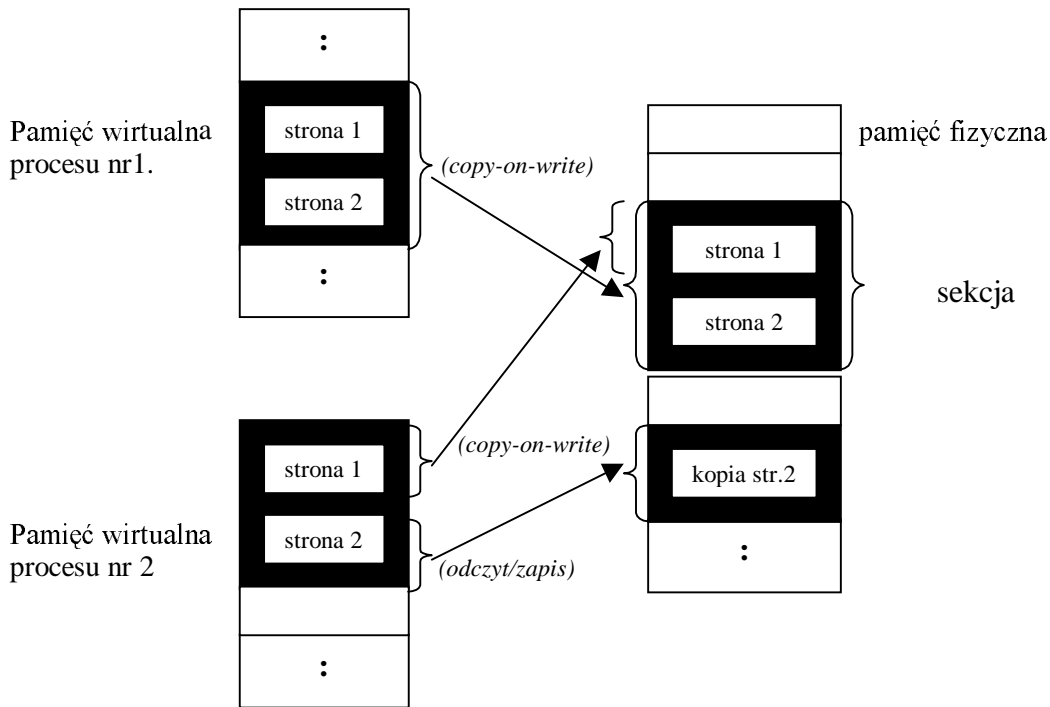 :
Pamięć wirtualna
procesu nr1.
strona 1
strona 2
(copy-on-write)
:
pamięć fizyczna
strona 1
strona 2
sekcja
Pamięć wirtualna
procesu nr 2
strona 1
strona 2
(copy-on-write)
(odczyt/zapis)
:
kopia str.2
: